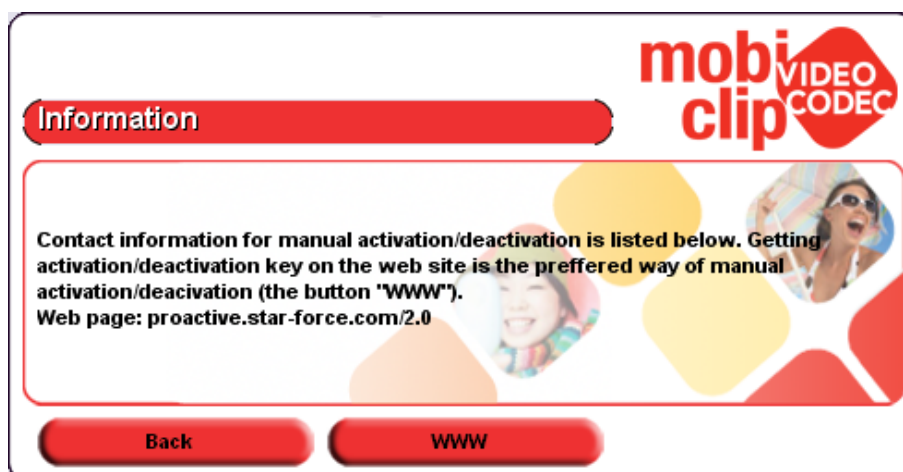 mobi
clip
VIDEO
CODEC
Information
Contact information for manual activation/deactivation is listed below. Getting
activation/deactivation key on the web site is the preffered way of manual
activation/deacivation (the button "WWW").
Web page: proactive.star-force.com/2.0
Back
WWW